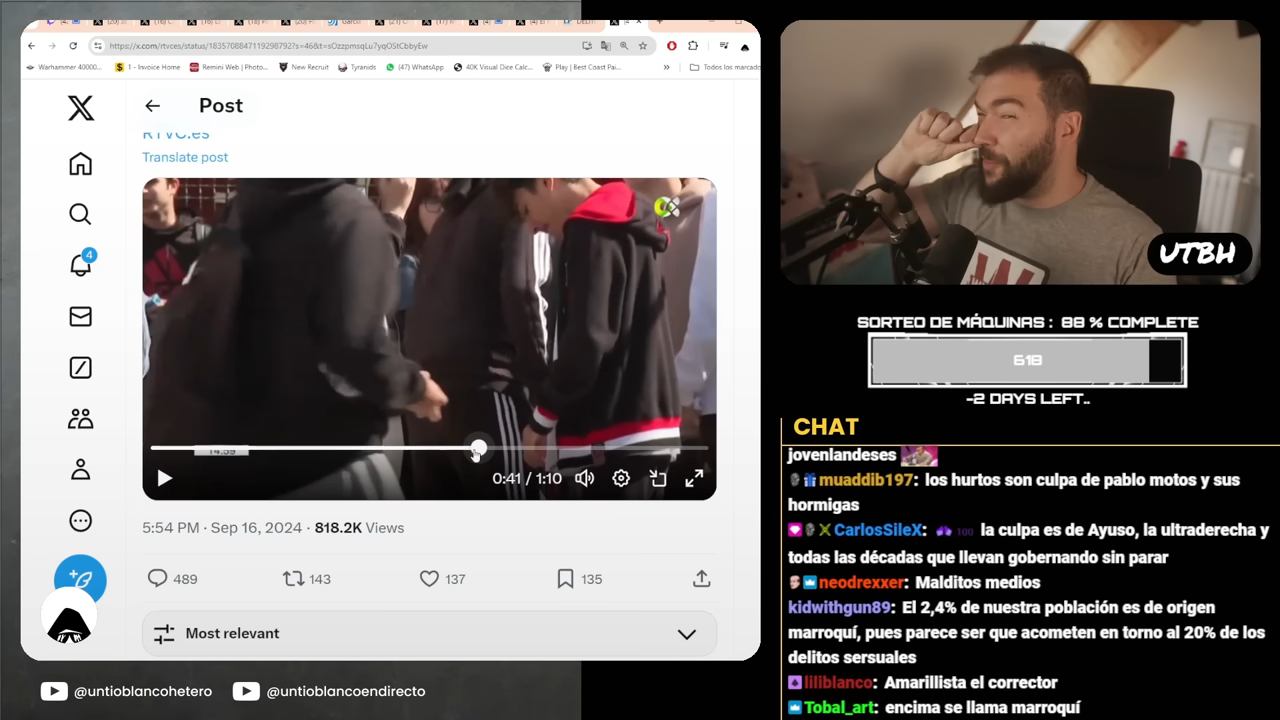 https://x.com/rtvces/status/1835708847119298792?s=46&t=sOzzpmsqLu7yqOStCbbyEw
Warhammer 40000...
1 - Invoice Home
Remini Web | Photo...
New Recruit
Tyranids
(47) WhatsApp
40K Visual Dice Calc...
Play | Best Coast Pai...
»
Todos los marcado
Post
RTVC.es
Translate post
4
14:59
0:41 / 1:10
5:54 PM · Sep 16, 2024 · 818.2K Views
489
143
137
135
Most relevant
@untioblancohetero
@untioblancoendirecto
UTBH
SORTEO DE MÁQUINAS : 88 % COMPLETE
618
-2 DAYS LEFT..
CHAT
jovenlandeses
muaddib197: los hurtos son culpa de pablo motos y sus
hormigas
CarlosSileX: 100 la culpa es de Ayuso, la ultraderecha y
todas las décadas que llevan gobernando sin parar
neodrexxer: Malditos medios
kidwithgun89: El 2,4% de nuestra población es de origen
marroquí, pues parece ser que acometen en torno al 20% de los
delitos sersuales
liliblanco: Amarillista el corrector
Tobal_art: encima se llama marroquí